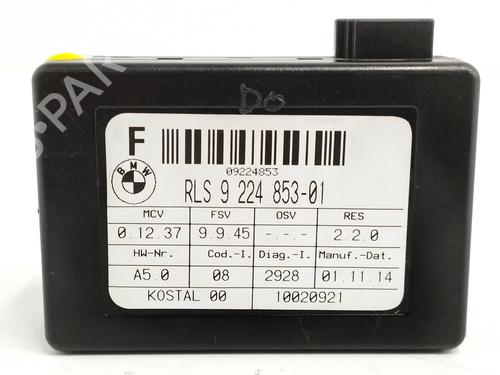 DO
F
BMW
09224853
RLS 9 224 853-01
MCV FSV OSV RES
0.12.37 9.9.45 -.-.- 2.2.0
HW-Nr. Cod.-I. Diag.-I. Manuf.-Dat.
A5.0 08 2928 01.11.14
KOSTAL 00 10020921